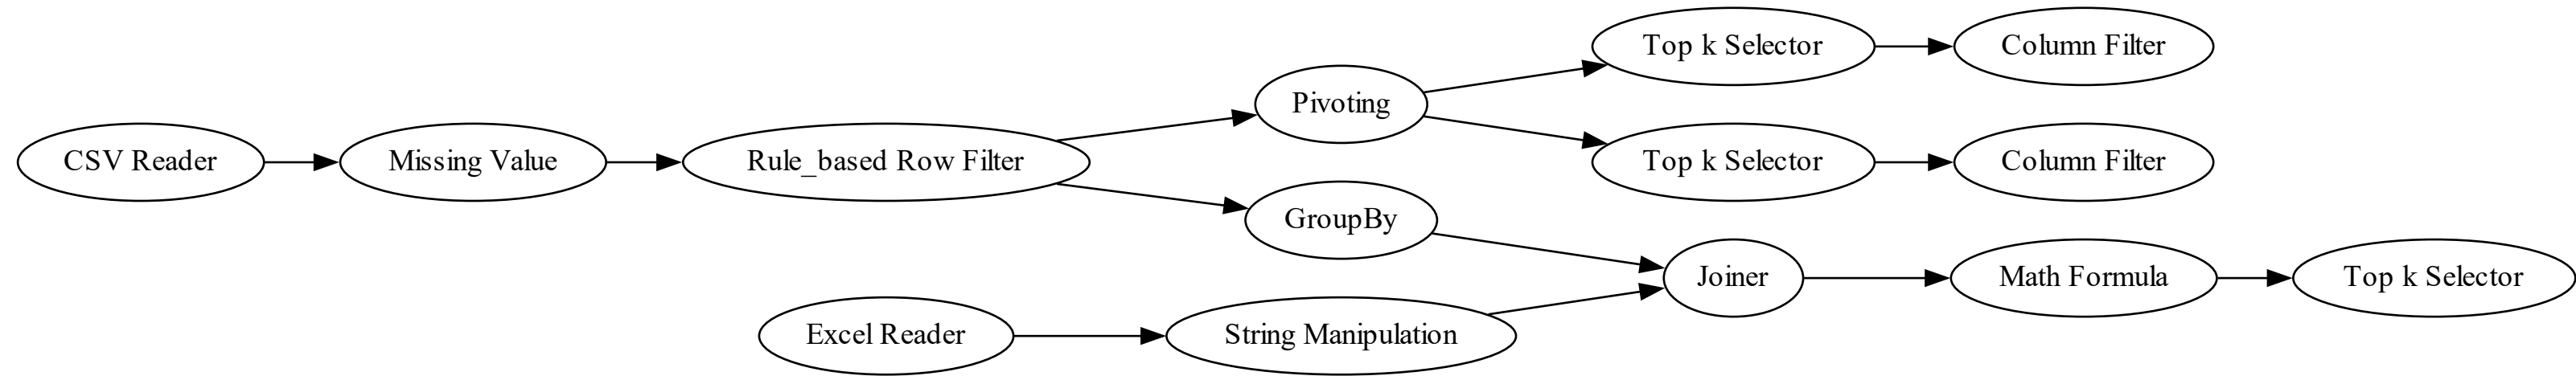 Top k Selector
Column Filter
Pivoting
CSV Reader
Missing Value
Rule_based Row Filter
Top k Selector
Column Filter
GroupBy
Joiner
Math Formula
Top k Selector
Excel Reader
String Manipulation